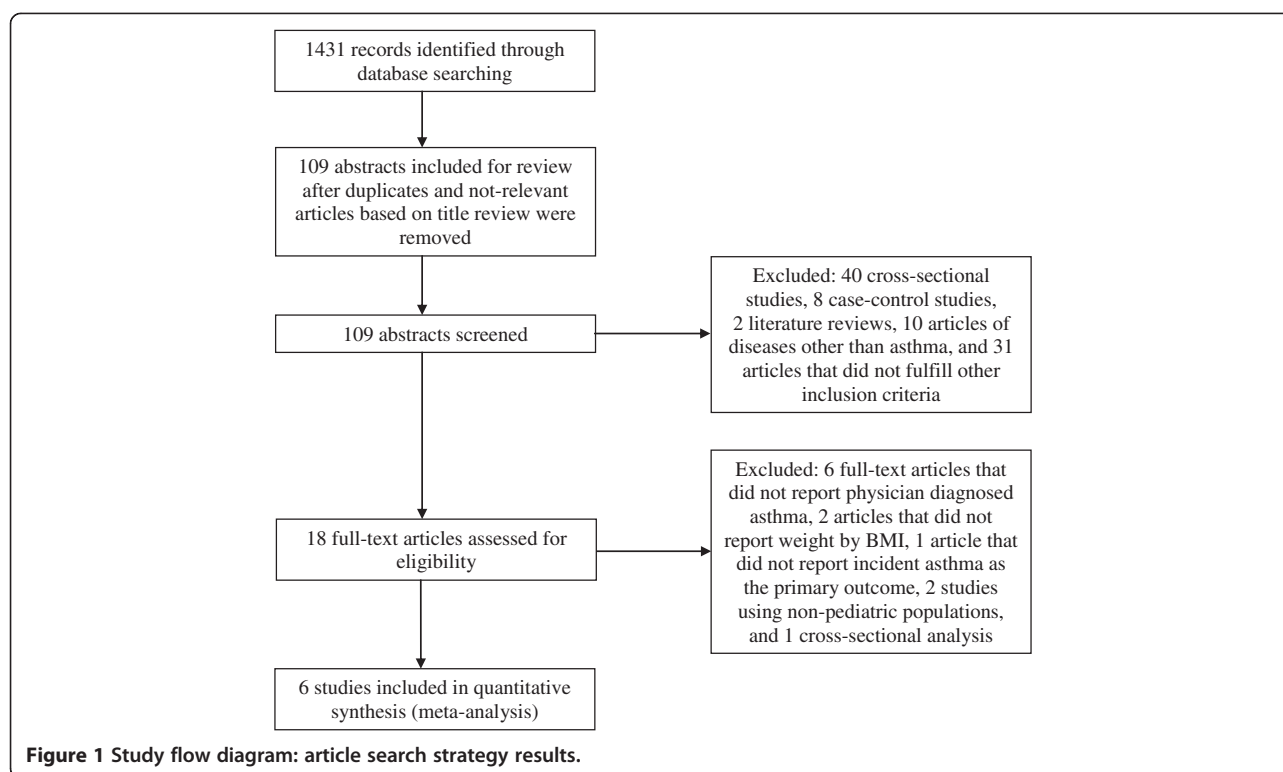 1431 records identified through
database searching
109 abstracts included for review
after duplicates and not-relevant
articles based on title review were
removed
109 abstracts screened
Excluded: 40 cross-sectional
studies, 8 case-control studies,
2 literature reviews, 10 articles of
diseases other than asthma, and 31
articles that did not fulfill other
inclusion criteria
18 full-text articles assessed for
eligibility
Excluded: 6 full-text articles that
did not report physician diagnosed
asthma, 2 articles that did not
report weight by BMI, 1 article that
did not report incident asthma as
the primary outcome, 2 studies
using non-pediatric populations,
and 1 cross-sectional analysis
6 studies included in quantitative
synthesis (meta-analysis)
Figure 1 Study flow diagram: article search strategy results.